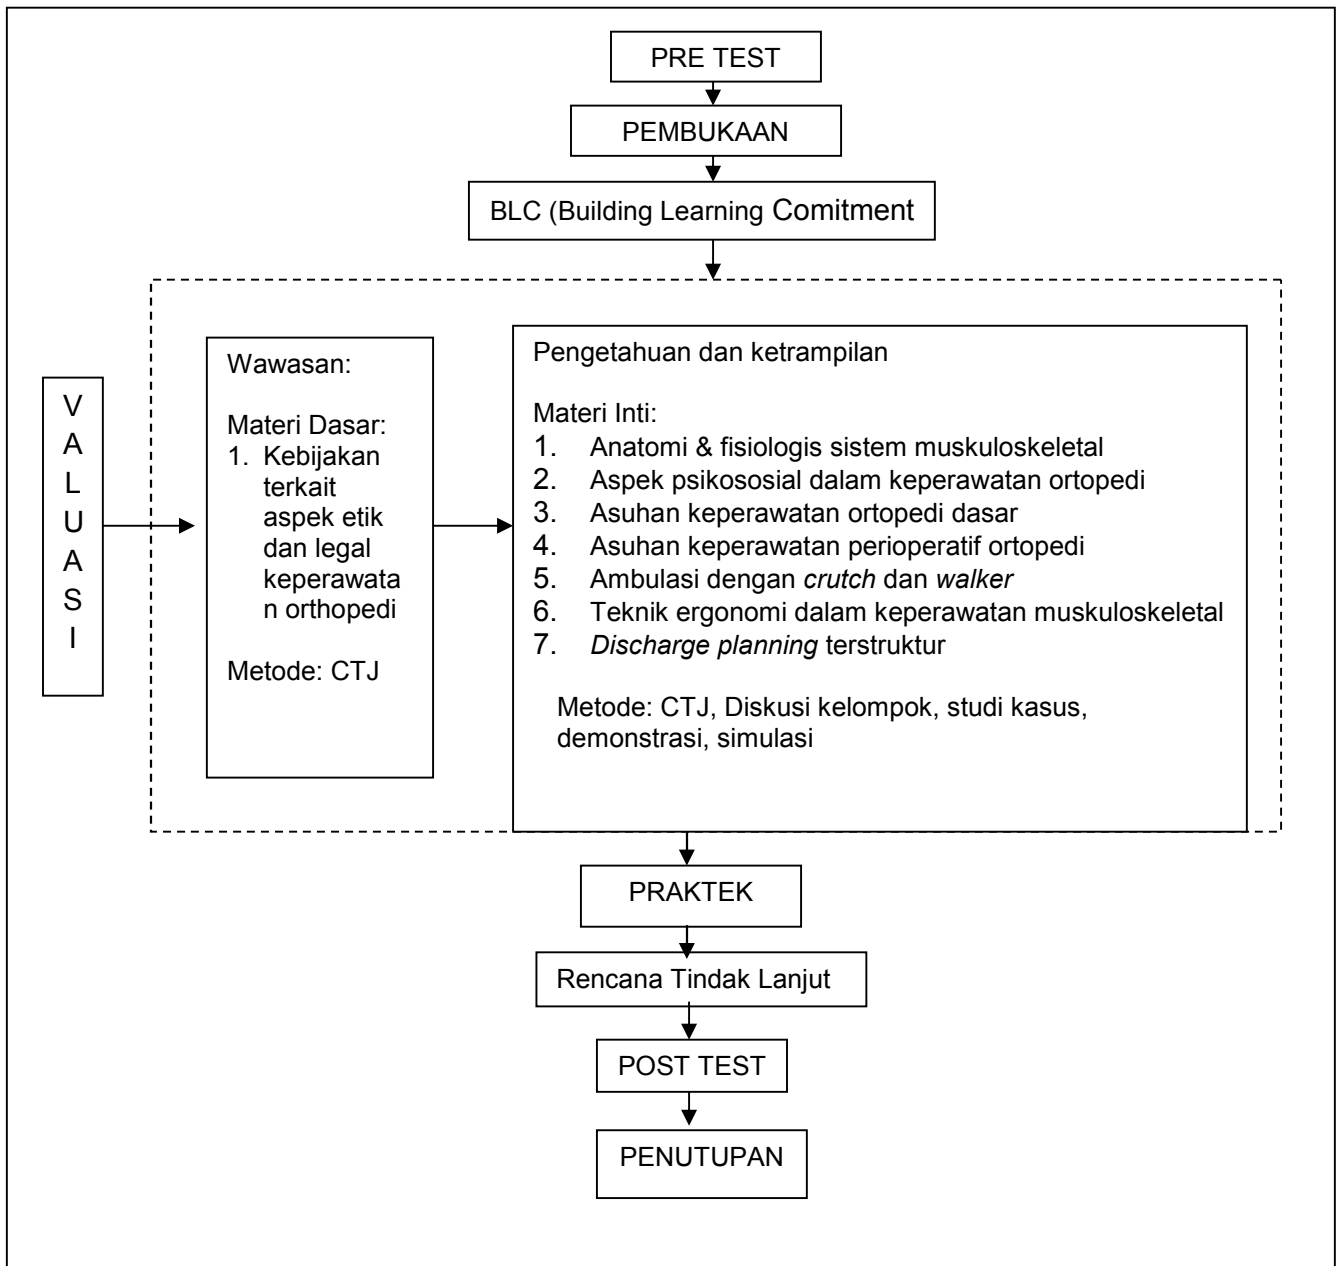 PRE TEST
PEMBUKAAN
BLC (Building Learning Comitment
V
A
L
U
A
S
I
Wawasan:
Materi Dasar:
1. Kebijakan
terkait
aspek etik
dan legal
keperawata
n orthopedi
Metode: CTJ
Pengetahuan dan ketrampilan
Materi Inti:
1. Anatomi & fisiologis sistem muskuloskeletal
2. Aspek psikososial dalam keperawatan ortopedi
3. Asuhan keperawatan ortopedi dasar
4. Asuhan keperawatan perioperatif ortopedi
5. Ambulasi dengan crutch dan walker
6. Teknik ergonomi dalam keperawatan muskuloskeletal
7. Discharge planning terstruktur
Metode: CTJ, Diskusi kelompok, studi kasus,
demonstrasi, simulasi
PRAKTEK
Rencana Tindak Lanjut
POST TEST
PENUTUPAN